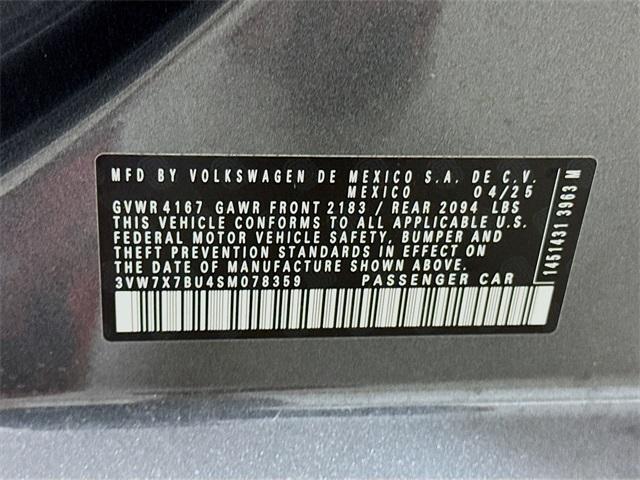 MFD BY VOLKSWAGEN DE MEXICO S.A. DE C.V.
MEXICO 04/25
GVWR 4167 GAWR FRONT 2183 / REAR 2094 LBS
THIS VEHICLE CONFORMS TO ALL APPLICABLE U.S.
FEDERAL MOTOR VEHICLE SAFETY, BUMPER AND
THEFT PREVENTION STANDARDS IN EFFECT ON
THE DATE OF MANUFACTURE SHOWN ABOVE.
3VW7X7BU4SM078359 PASSENGER CAR
1451431 3963 M